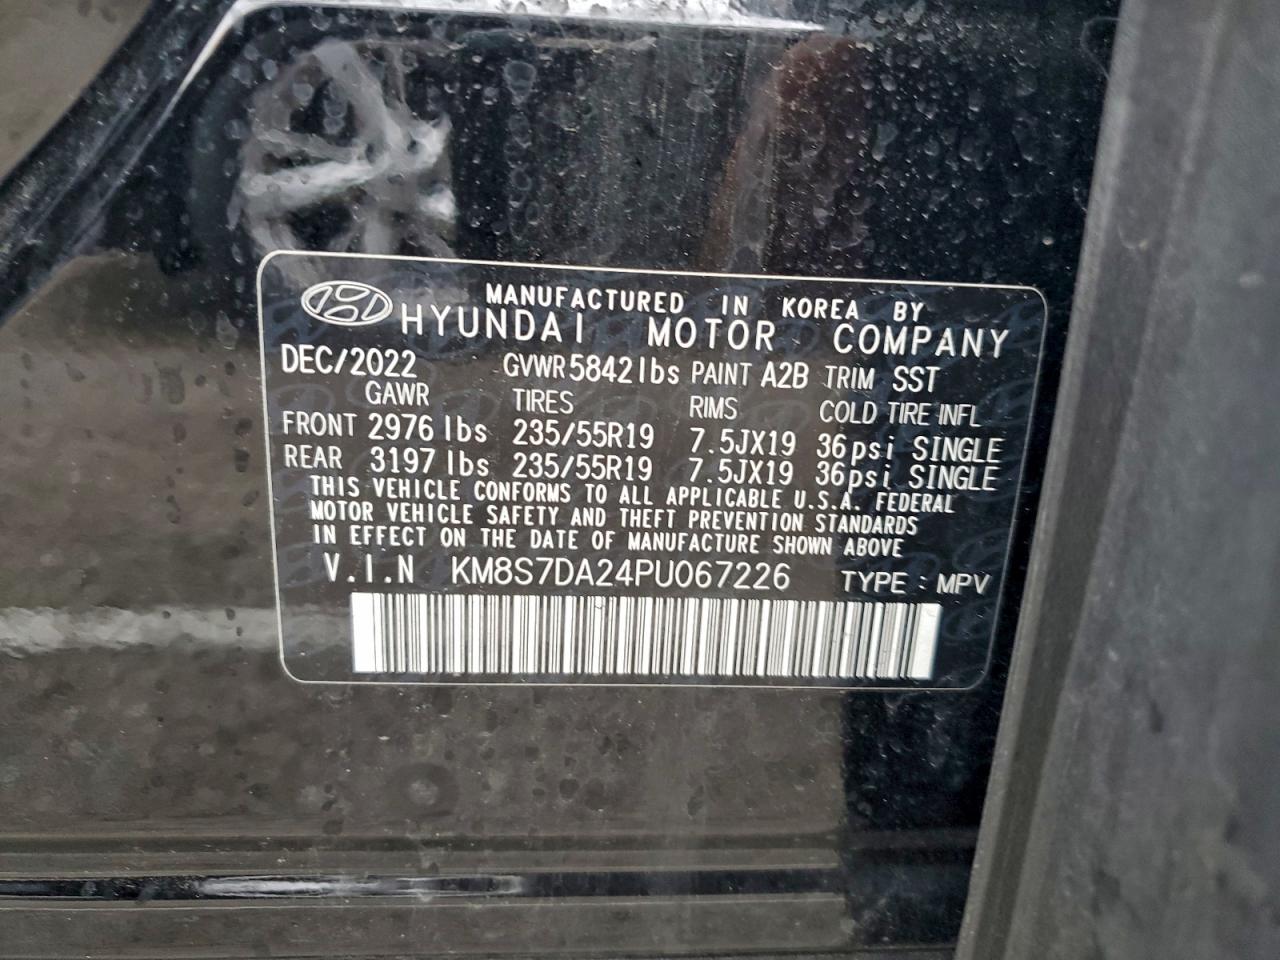 MANUFACTURED IN KOREA BY
HYUNDAI MOTOR COMPANY
DEC/2022 GVWR 5842 lbs PAINT A2B TRIM SST
GAWR TIRES RIMS COLD TIRE INFL
FRONT 2976 lbs 235/55R19 7.5JX19 36psi SINGLE
REAR 3197 lbs 235/55R19 7.5JX19 36psi SINGLE
THIS VEHICLE CONFORMS TO ALL APPLICABLE U.S.A. FEDERAL
MOTOR VEHICLE SAFETY AND THEFT PREVENTION STANDARDS
IN EFFECT ON THE DATE OF MANUFACTURE SHOWN ABOVE
V.I.N KM8S7DA24PU067226 TYPE : MPV